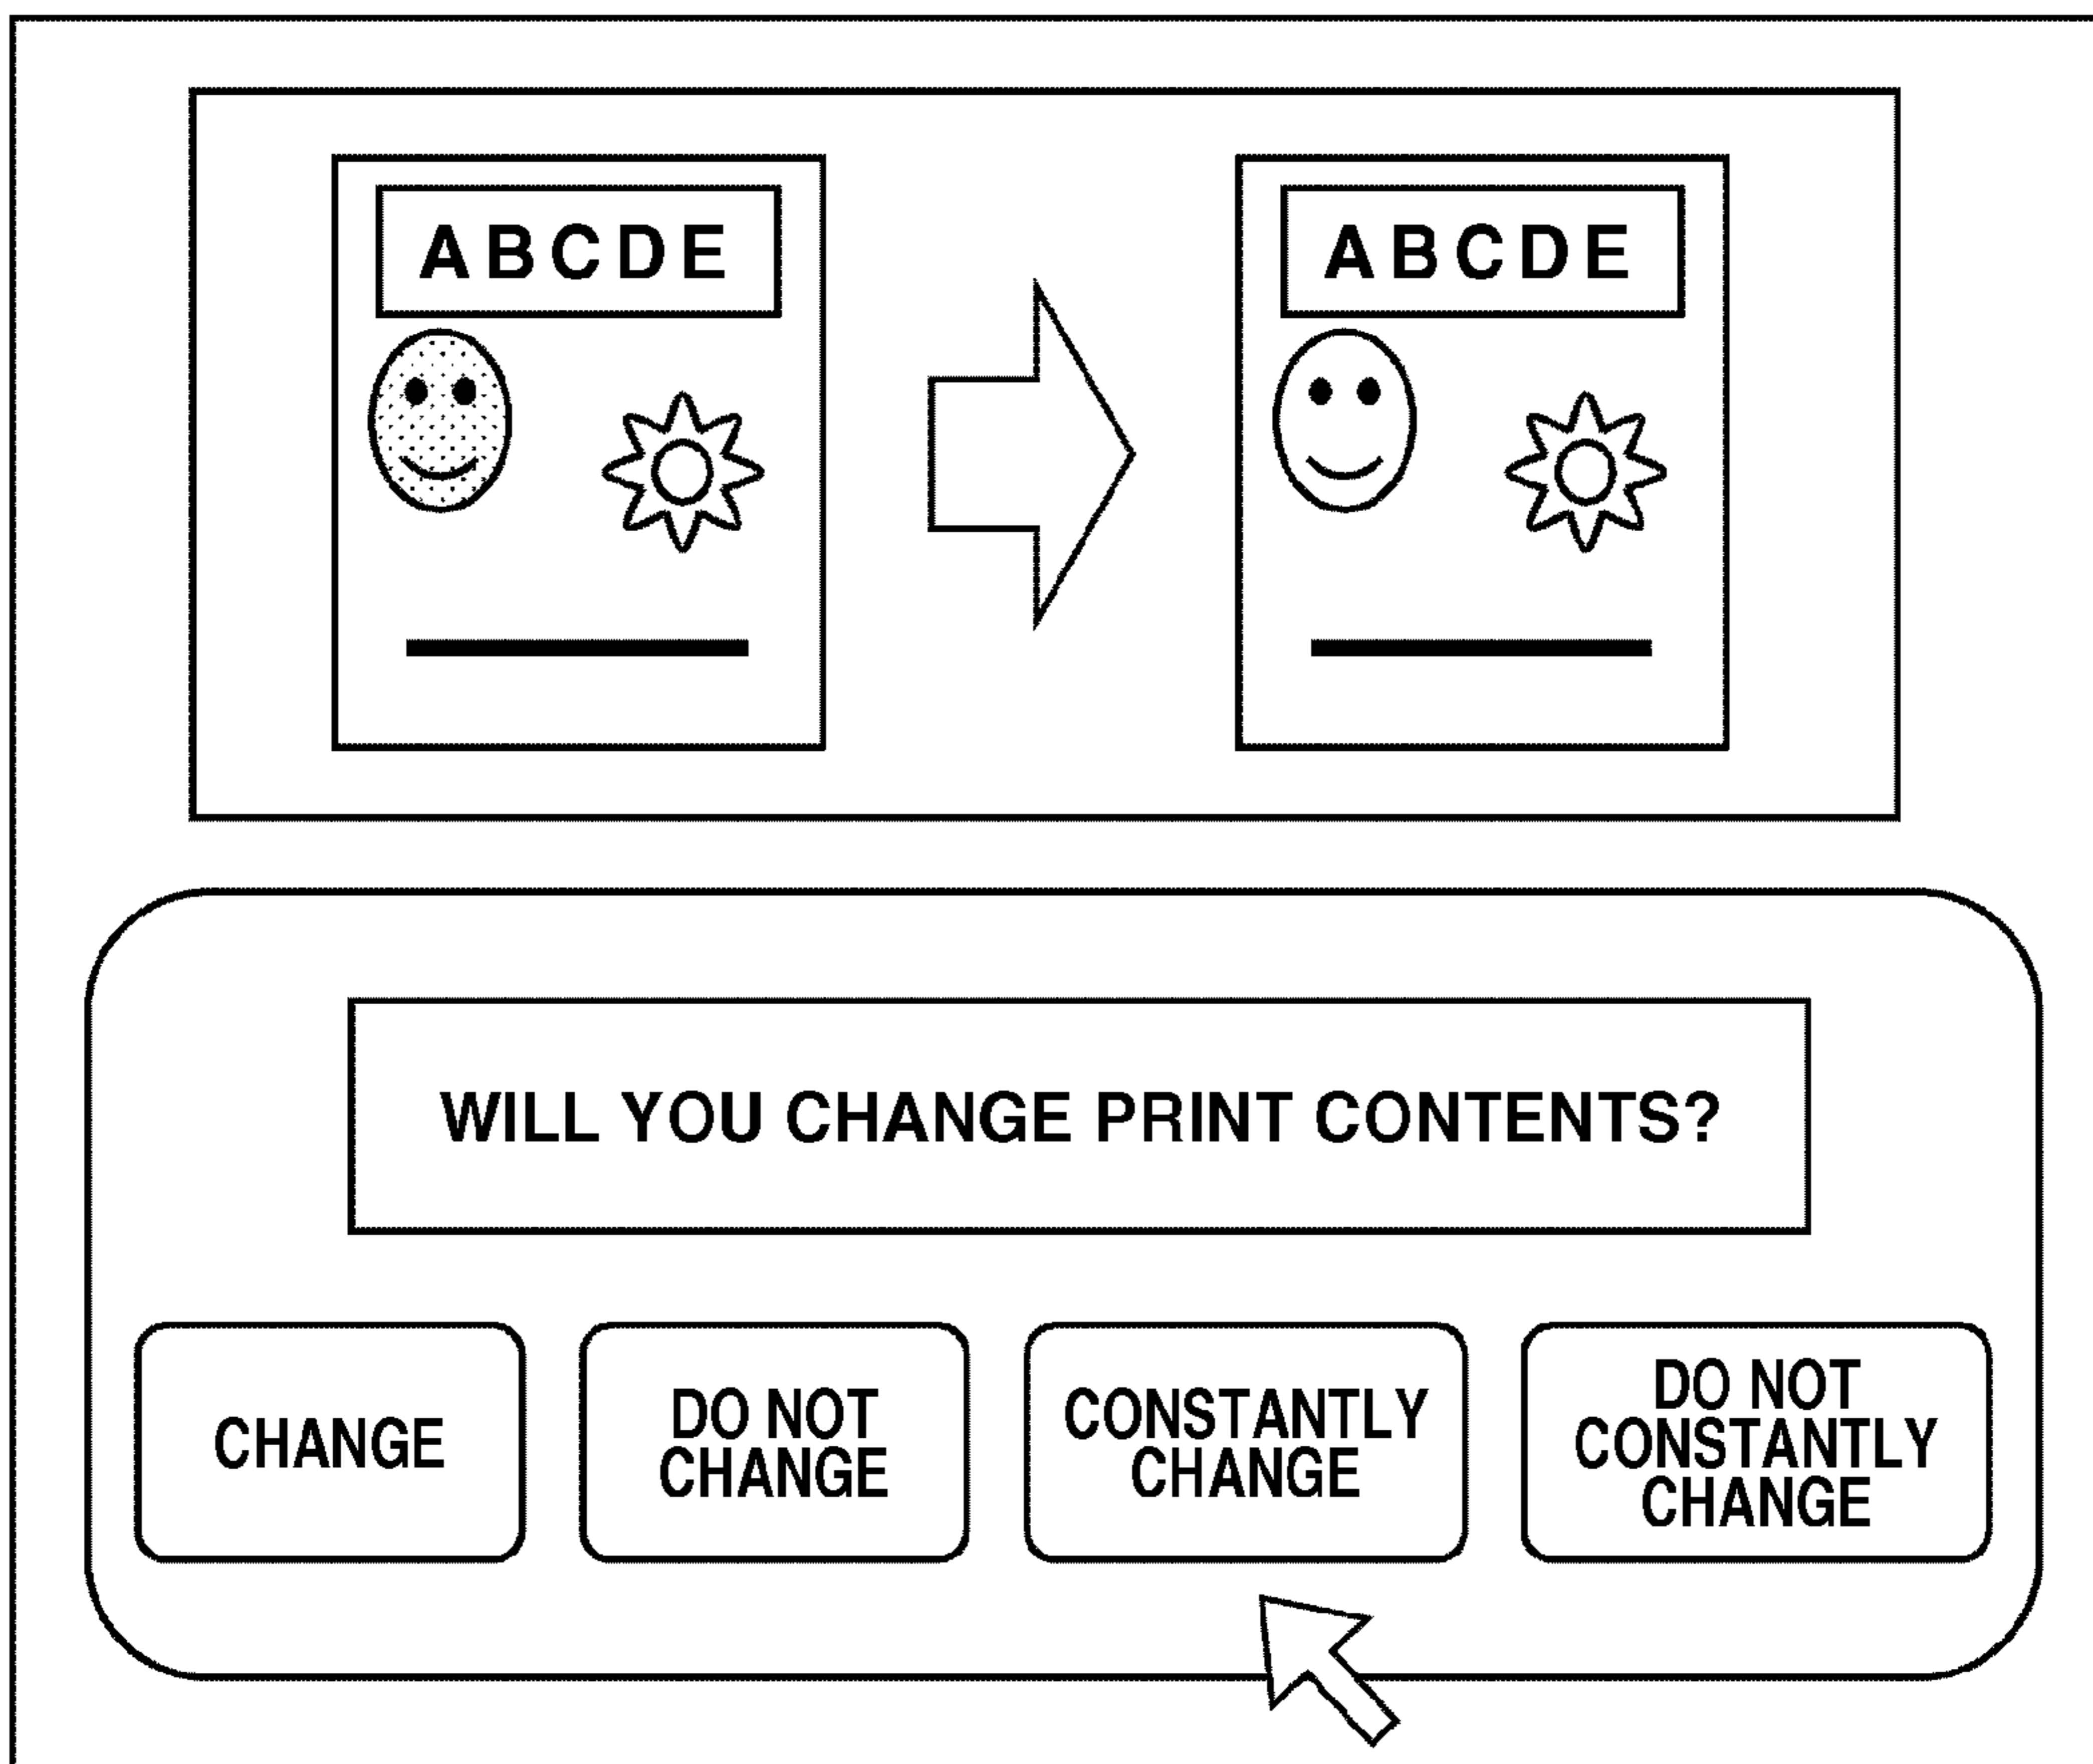 ABCDE
ABCDE
WILL YOU CHANGE PRINT CONTENTS?
CHANGE
DO NOT
CHANGE
CONSTANTLY
CHANGE
DO NOT
CONSTANTLY
CHANGE